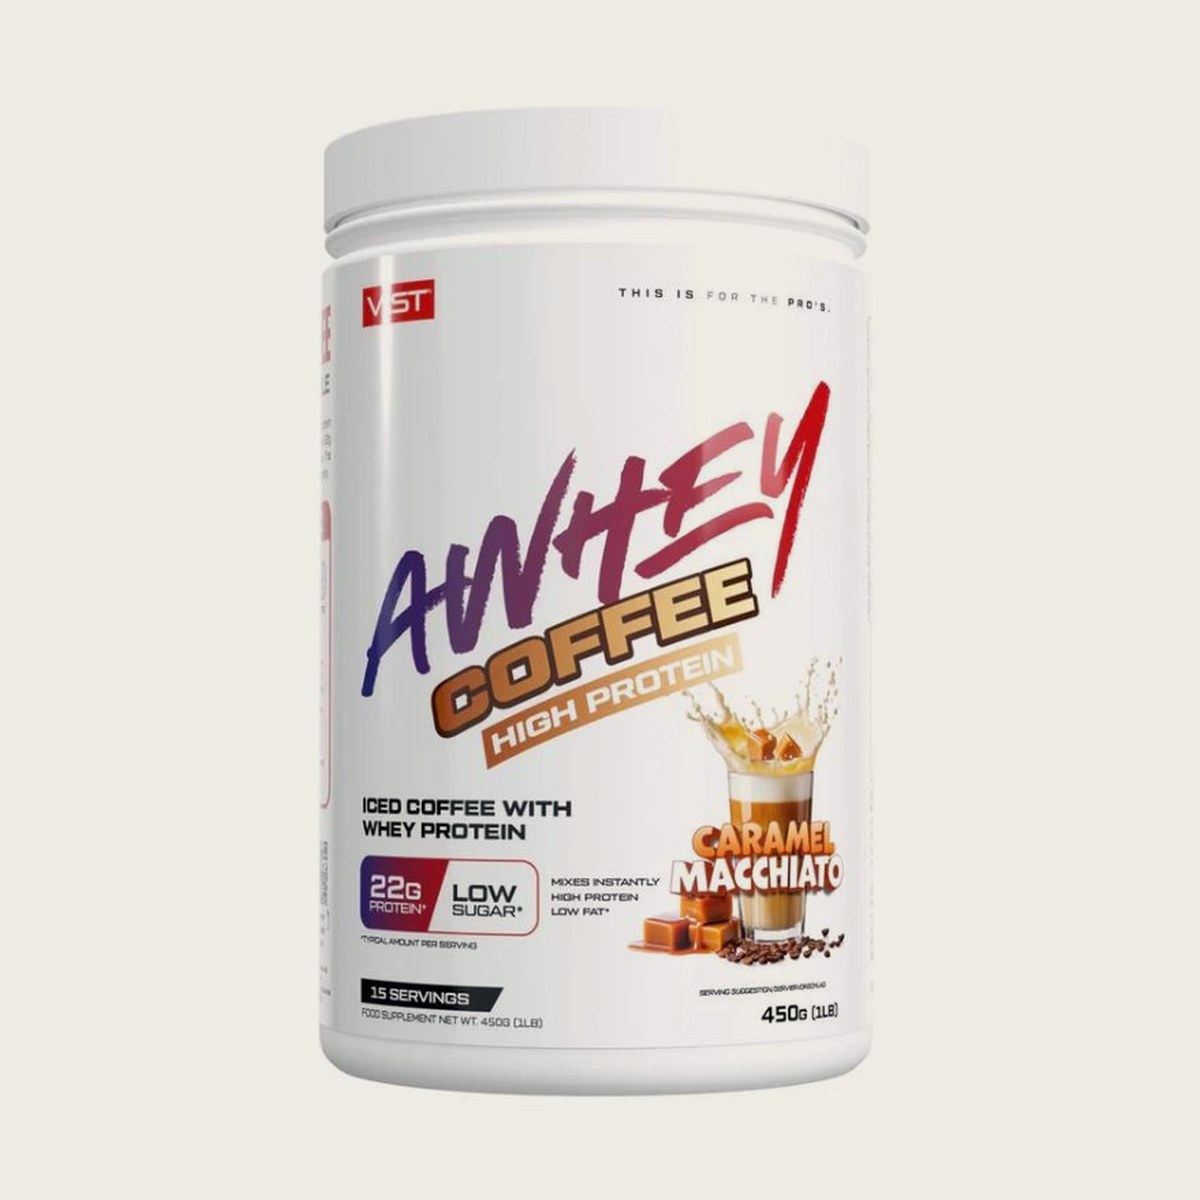 VAST
THIS IS FOR THE PRO'S.
AWHEY
COFFEE
HIGH PROTEIN
ICED COFFEE WITH
WHEY PROTEIN
22G
PROTEIN*
LOW
SUGAR*
MIXES INSTANTLY
HIGH PROTEIN
LOW FAT*
*TYPICAL AMOUNT PER SERVING
CARAMEL
MACCHIATO
15 SERVINGS
FOOD SUPPLEMENT NET WT. 450G (1LB)
450G (1LB)